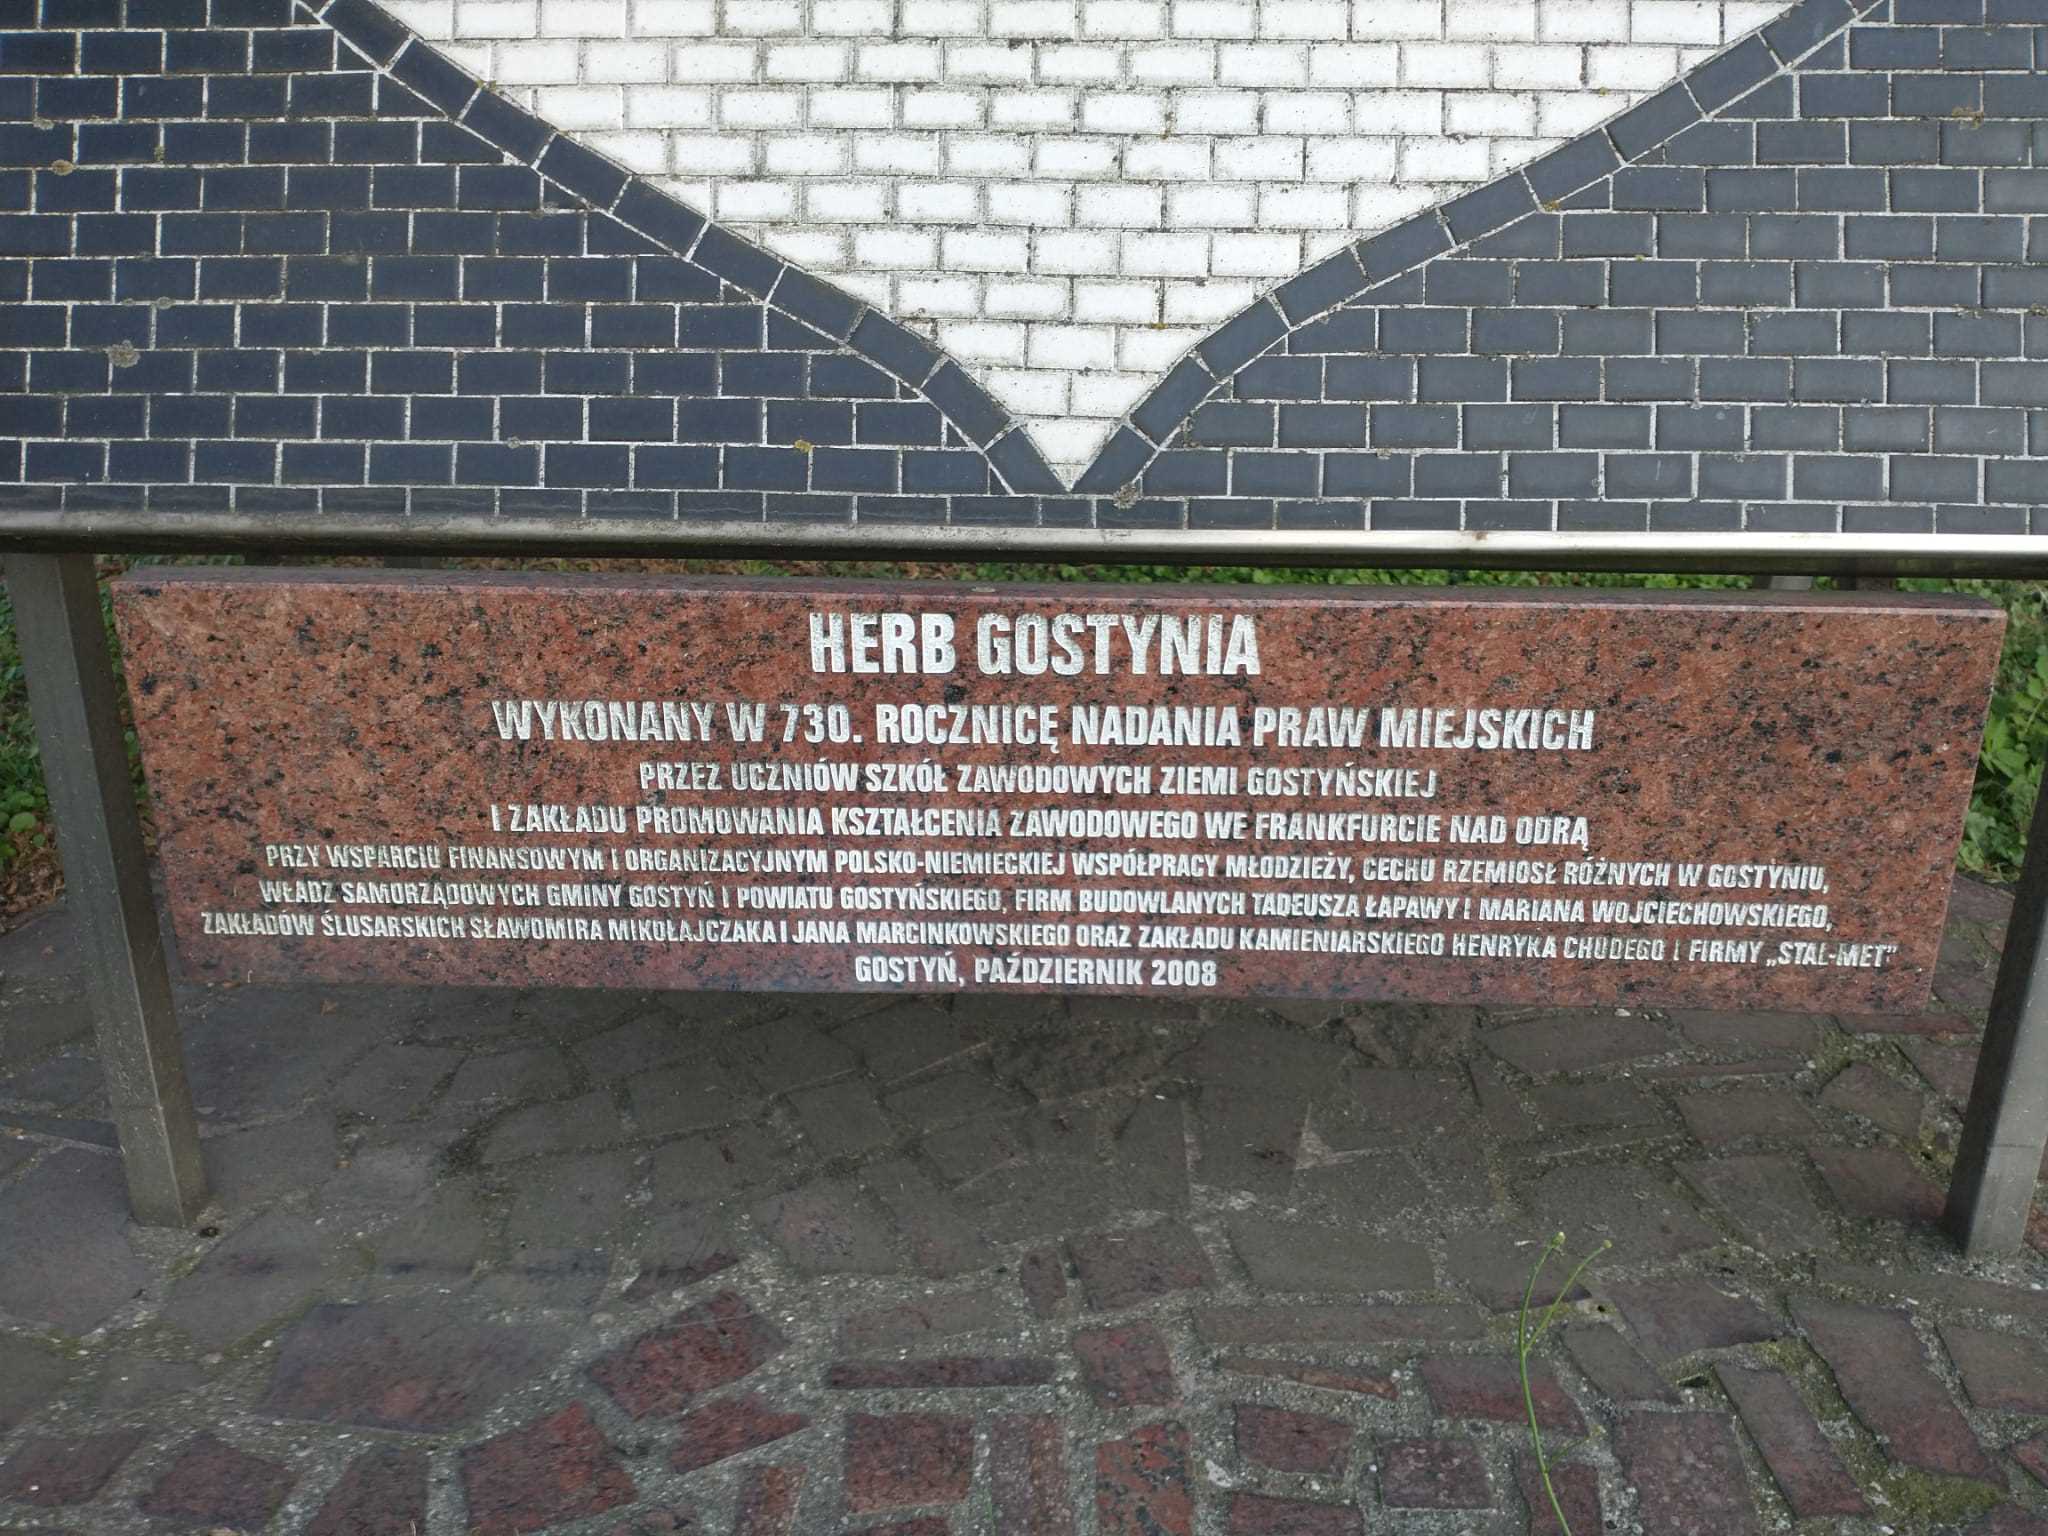 HERB GOSTYNIA
WYKONANY W 730. ROCZNICĘ NADANIA PRAW MIEJSKICH
PRZEZ UCZNIÓW SZKÓŁ ZAWODOWYCH ZIEMI GOSTYŃSKIEJ
I ZAKŁADU PROMOWANIA KSZTAŁCENIA ZAWODOWEGO WE FRANKFURCIE NAD ODRĄ
PRZY WSPARCIU FINANSOWYM I ORGANIZACYJNYM POLSKO-NIEMIECKIEJ WSPÓŁPRACY MŁODZIEŻY, CECHU RZEMIOSŁ RÓŻNYCH W GOSTYNIU,
WŁADZ SAMORZĄDOWYCH GMINY GOSTYŃ I POWIATU GOSTYŃSKIEGO, FIRM BUDOWLANYCH TADEUSZA ŁAPAWY I MARIANA WOJCIECHOWSKIEGO,
ZAKŁADÓW ŚLUSARSKICH SŁAWOMIRA MIKOŁAJCZAKA I JANA MARCINKOWSKIEGO ORAZ ZAKŁADU KAMIENIARSKIEGO HENRYKA CHUDEGO I FIRMY „STAL-MET"
GOSTYŃ, PAŹDZIERNIK 2008